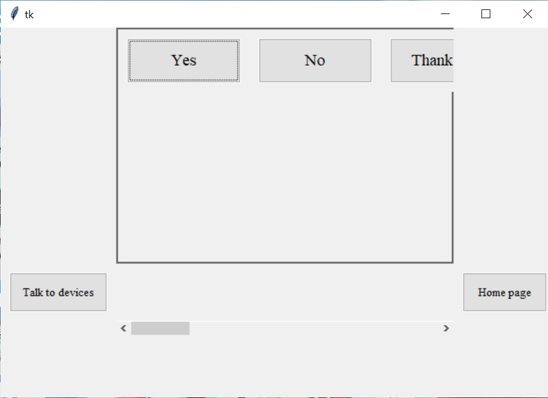 tk
Yes
No
Thank
Talk to devices
Home page